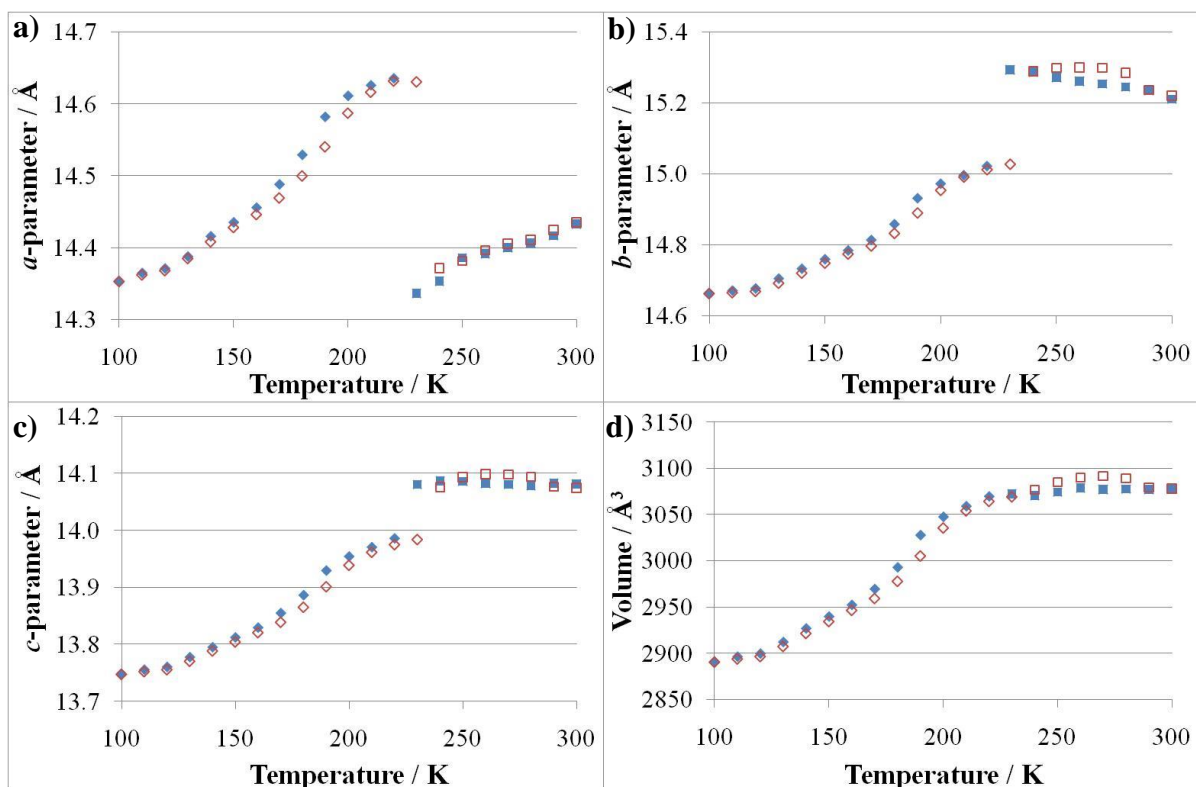 a)
14.7
14.6
14.5
14.4
14.3
a-parameter / Å
100 150 200 250 300
Temperature / K
b)
15.4
15.2
15.0
14.8
14.6
b-parameter / Å
100 150 200 250 300
Temperature / K
c)
14.2
14.1
14.0
13.9
13.8
13.7
c-parameter / Å
100 150 200 250 300
Temperature / K
d)
3150
3100
3050
3000
2950
2900
2850
Volume / Å³
100 150 200 250 300
Temperature / K